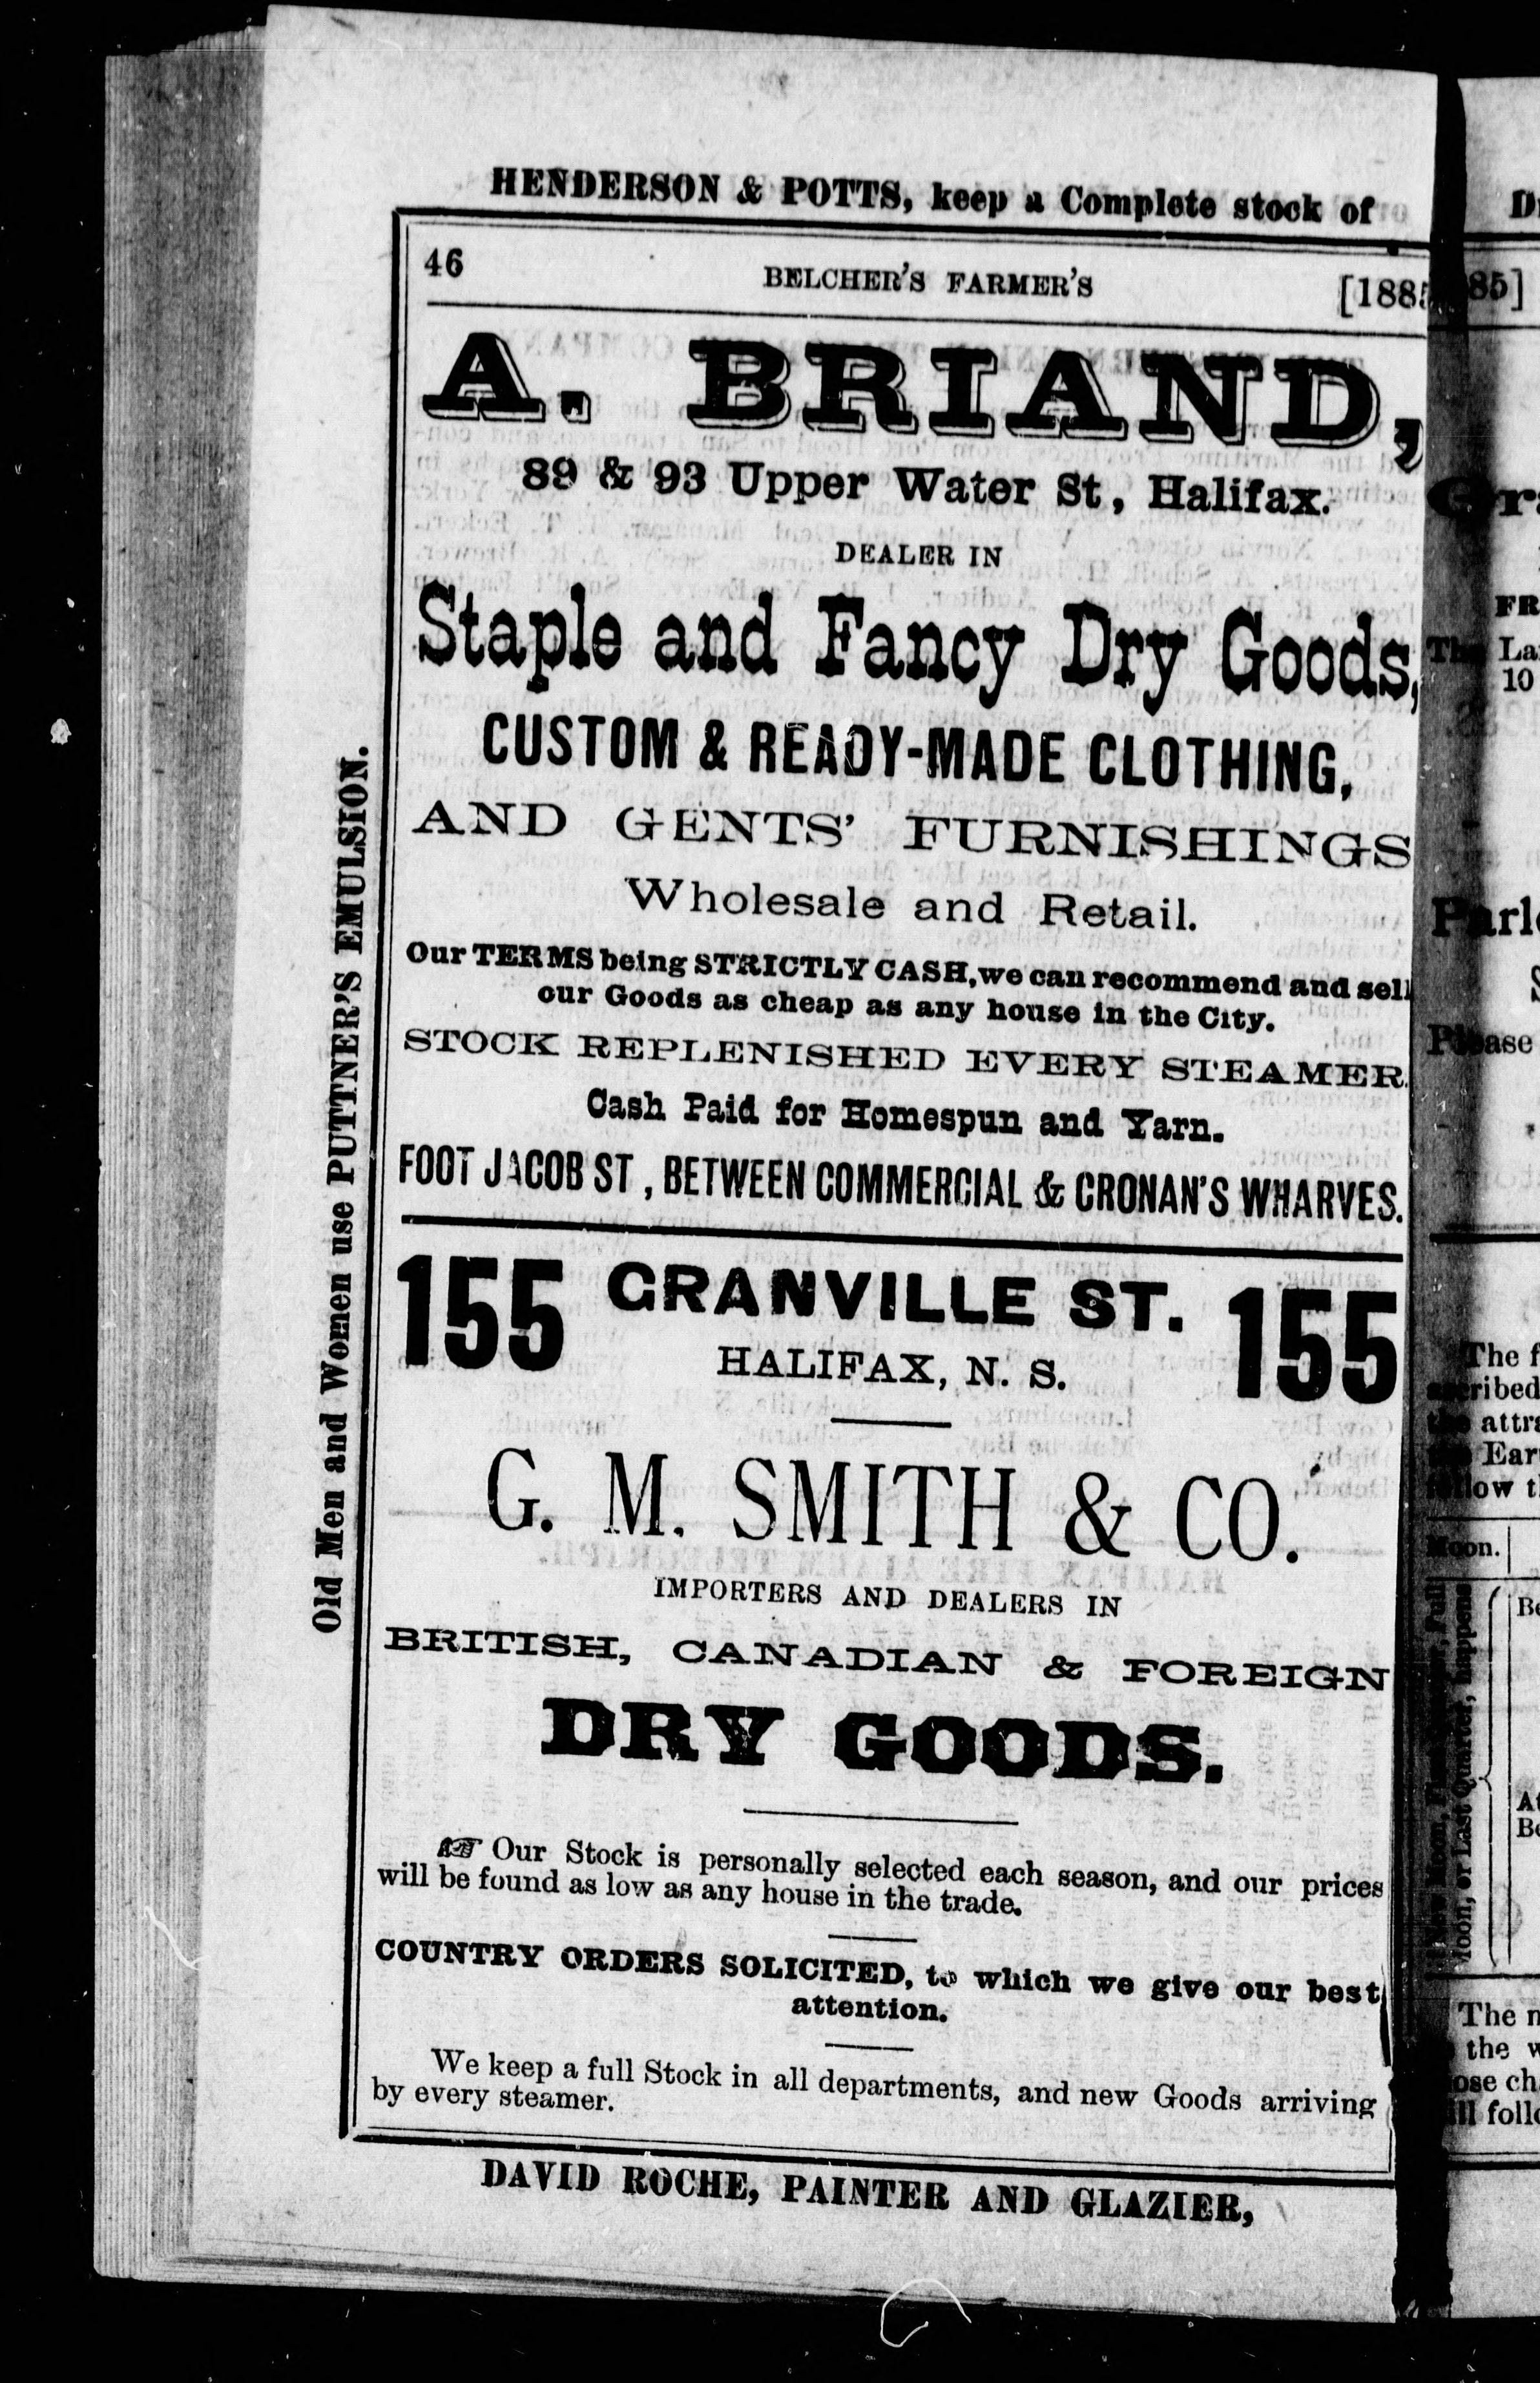 HENDERSON & POTTS, keep a Complete stock of
46 BELCHER'S FARMER'S [1885
A. BRIAND,
89 & 93 Upper Water St, Halifax.
DEALER IN
Staple and Fancy Dry Goods,
CUSTOM & READY-MADE CLOTHING,
AND GENTS' FURNISHINGS
Wholesale and Retail.
Our TERMS being STRICTLY CASH, we can recommend and sell
our Goods as cheap as any house in the City.
STOCK REPLENISHED EVERY STEAMER.
Cash Paid for Homespun and Yarn.
FOOT JACOB ST, BETWEEN COMMERCIAL & CRONAN'S WHARVES.
155 GRANVILLE ST. 155
HALIFAX, N. S.
G. M. SMITH & CO.
IMPORTERS AND DEALERS IN
BRITISH, CANADIAN & FOREIGN
DRY GOODS.
☞ Our Stock is personally selected each season, and our prices
will be found as low as any house in the trade.
COUNTRY ORDERS SOLICITED, to which we give our best
attention.
We keep a full Stock in all departments, and new Goods arriving
by every steamer.
DAVID ROCHE, PAINTER AND GLAZIER,
Old Men and Women use PUTTNER'S EMULSION.